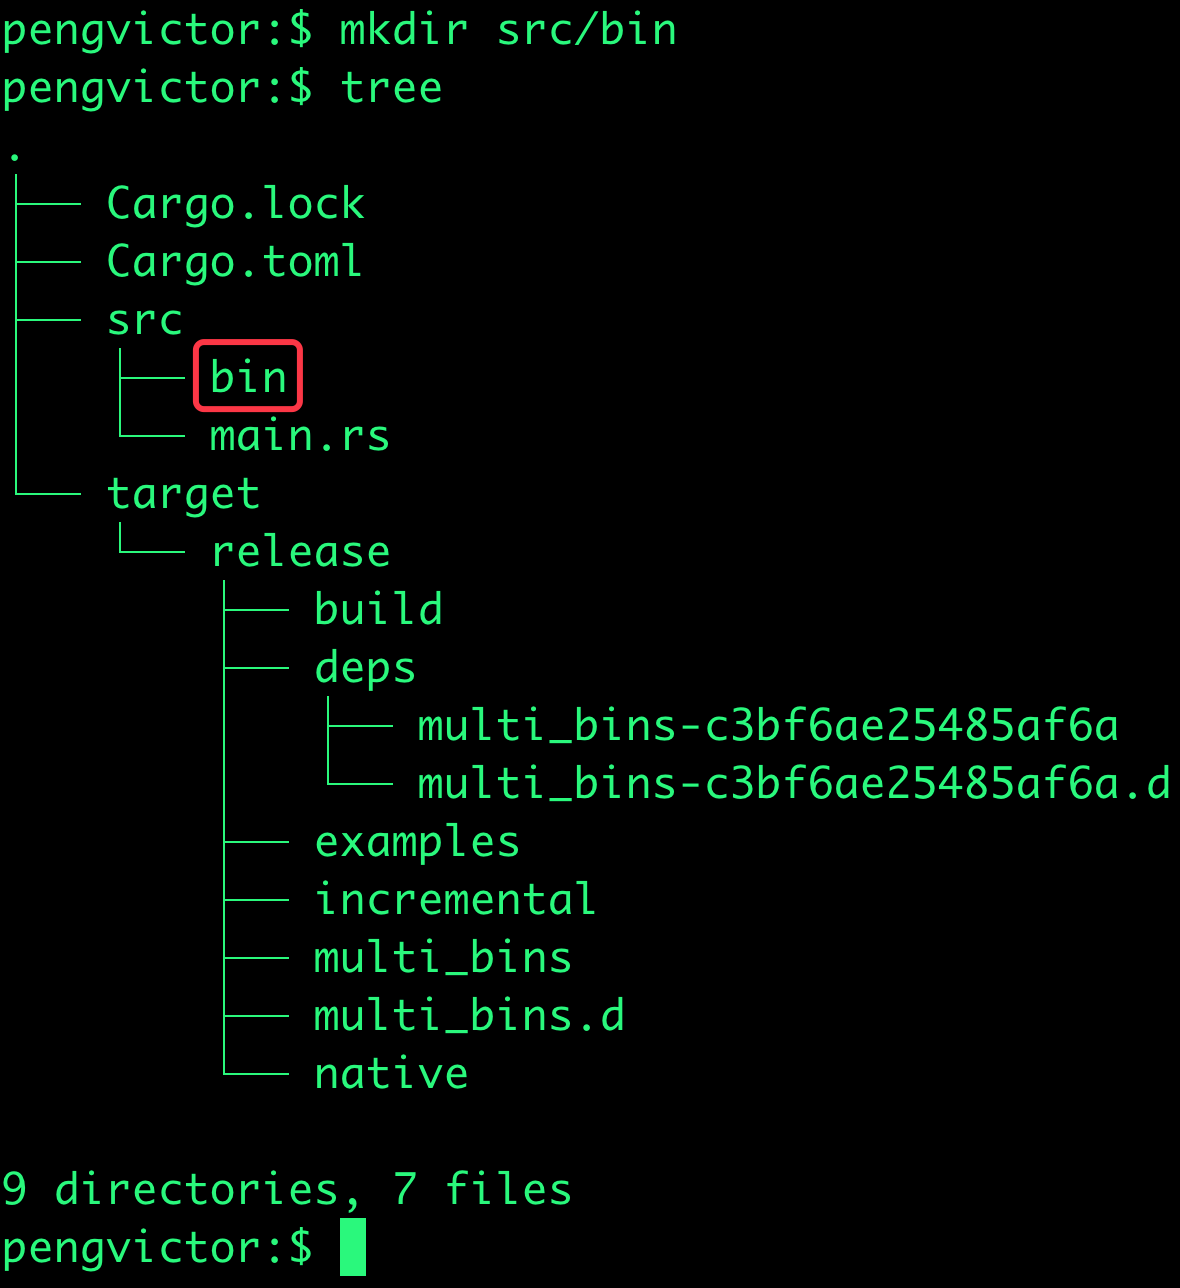 pengvictor:$ mkdir src/bin
pengvictor:$ tree
.
├── Cargo.lock
├── Cargo.toml
├── src
│   ├── bin
│   └── main.rs
└── target
    └── release
        ├── build
        ├── deps
        │   ├── multi_bins-c3bf6ae25485af6a
        │   └── multi_bins-c3bf6ae25485af6a.d
        ├── examples
        ├── incremental
        ├── multi_bins
        ├── multi_bins.d
        └── native

9 directories, 7 files
pengvictor:$